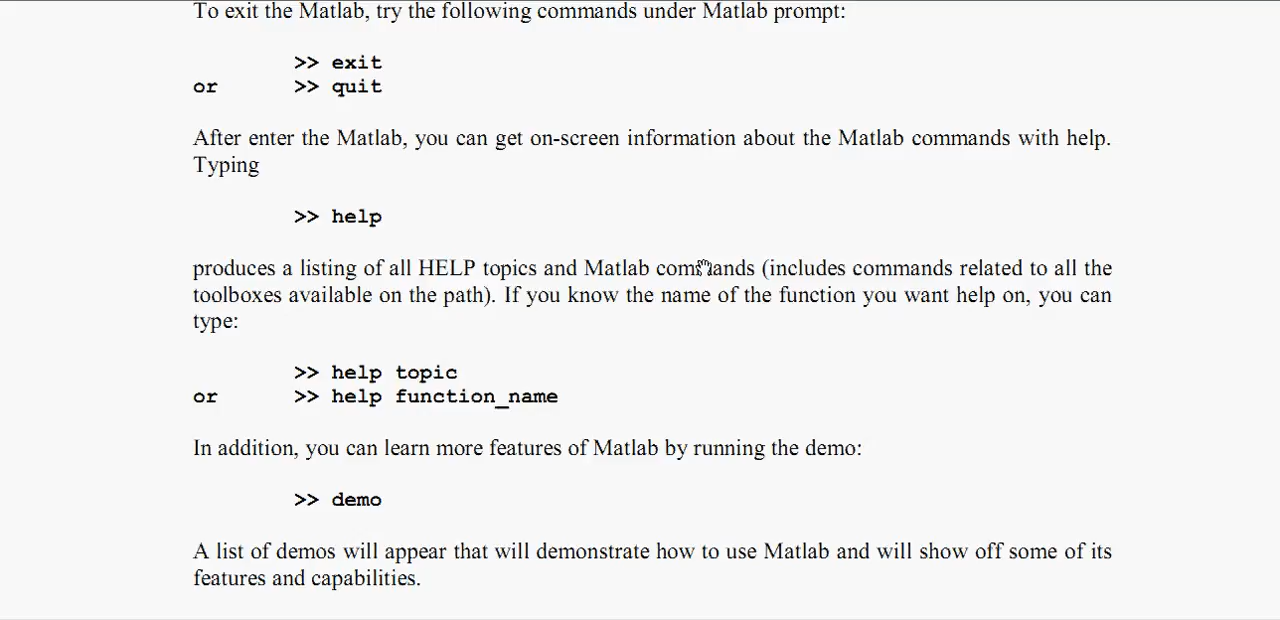 To exit the Matlab, try the following commands under Matlab prompt:
>> exit
or >> quit
After enter the Matlab, you can get on-screen information about the Matlab commands with help.
Typing
>> help
produces a listing of all HELP topics and Matlab commands (includes commands related to all the
toolboxes available on the path). If you know the name of the function you want help on, you can
type:
>> help topic
or >> help function_name
In addition, you can learn more features of Matlab by running the demo:
>> demo
A list of demos will appear that will demonstrate how to use Matlab and will show off some of its
features and capabilities.